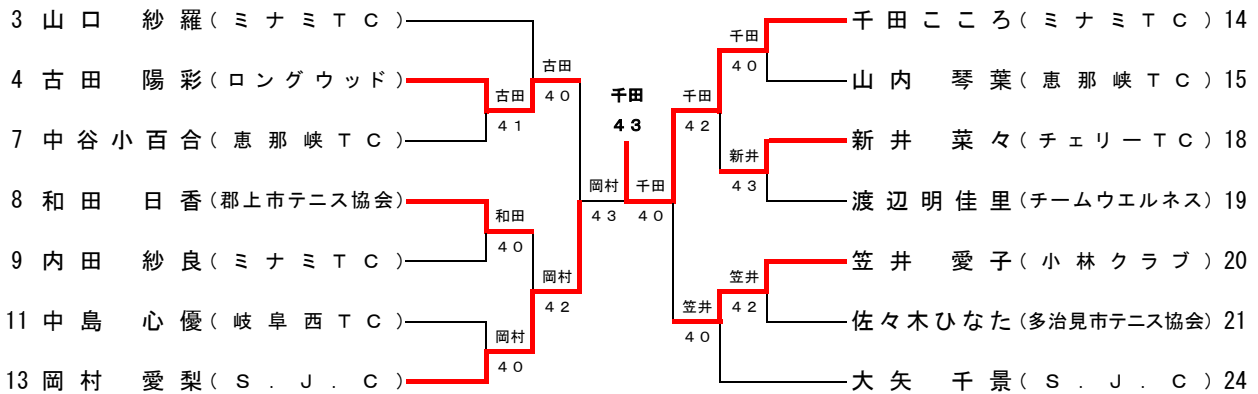 3 山口 紗羅(ミナミTC)
4 古田 陽彩(ロングウッド)
7 中谷小百合(恵那峡TC)
8 和田 日香(郡上市テニス協会)
9 内田 紗良(ミナミTC)
11 中島 心優(岐阜西TC)
13 岡村 愛梨(S.J.C)
古田
41
和田
40
岡村
40
古田
40
岡村
42
岡村
43
千田
43
千田
40
千田
42
笠井
40
千田
40
新井
43
笠井
42
千田こころ(ミナミTC) 14
山内 琴葉(恵那峡TC) 15
新井 菜々(チェリーTC) 18
渡辺明佳里(チームウエルネス) 19
笠井 愛子(小林クラブ) 20
佐々木ひなた(多治見市テニス協会) 21
大矢 千景(S.J.C) 24